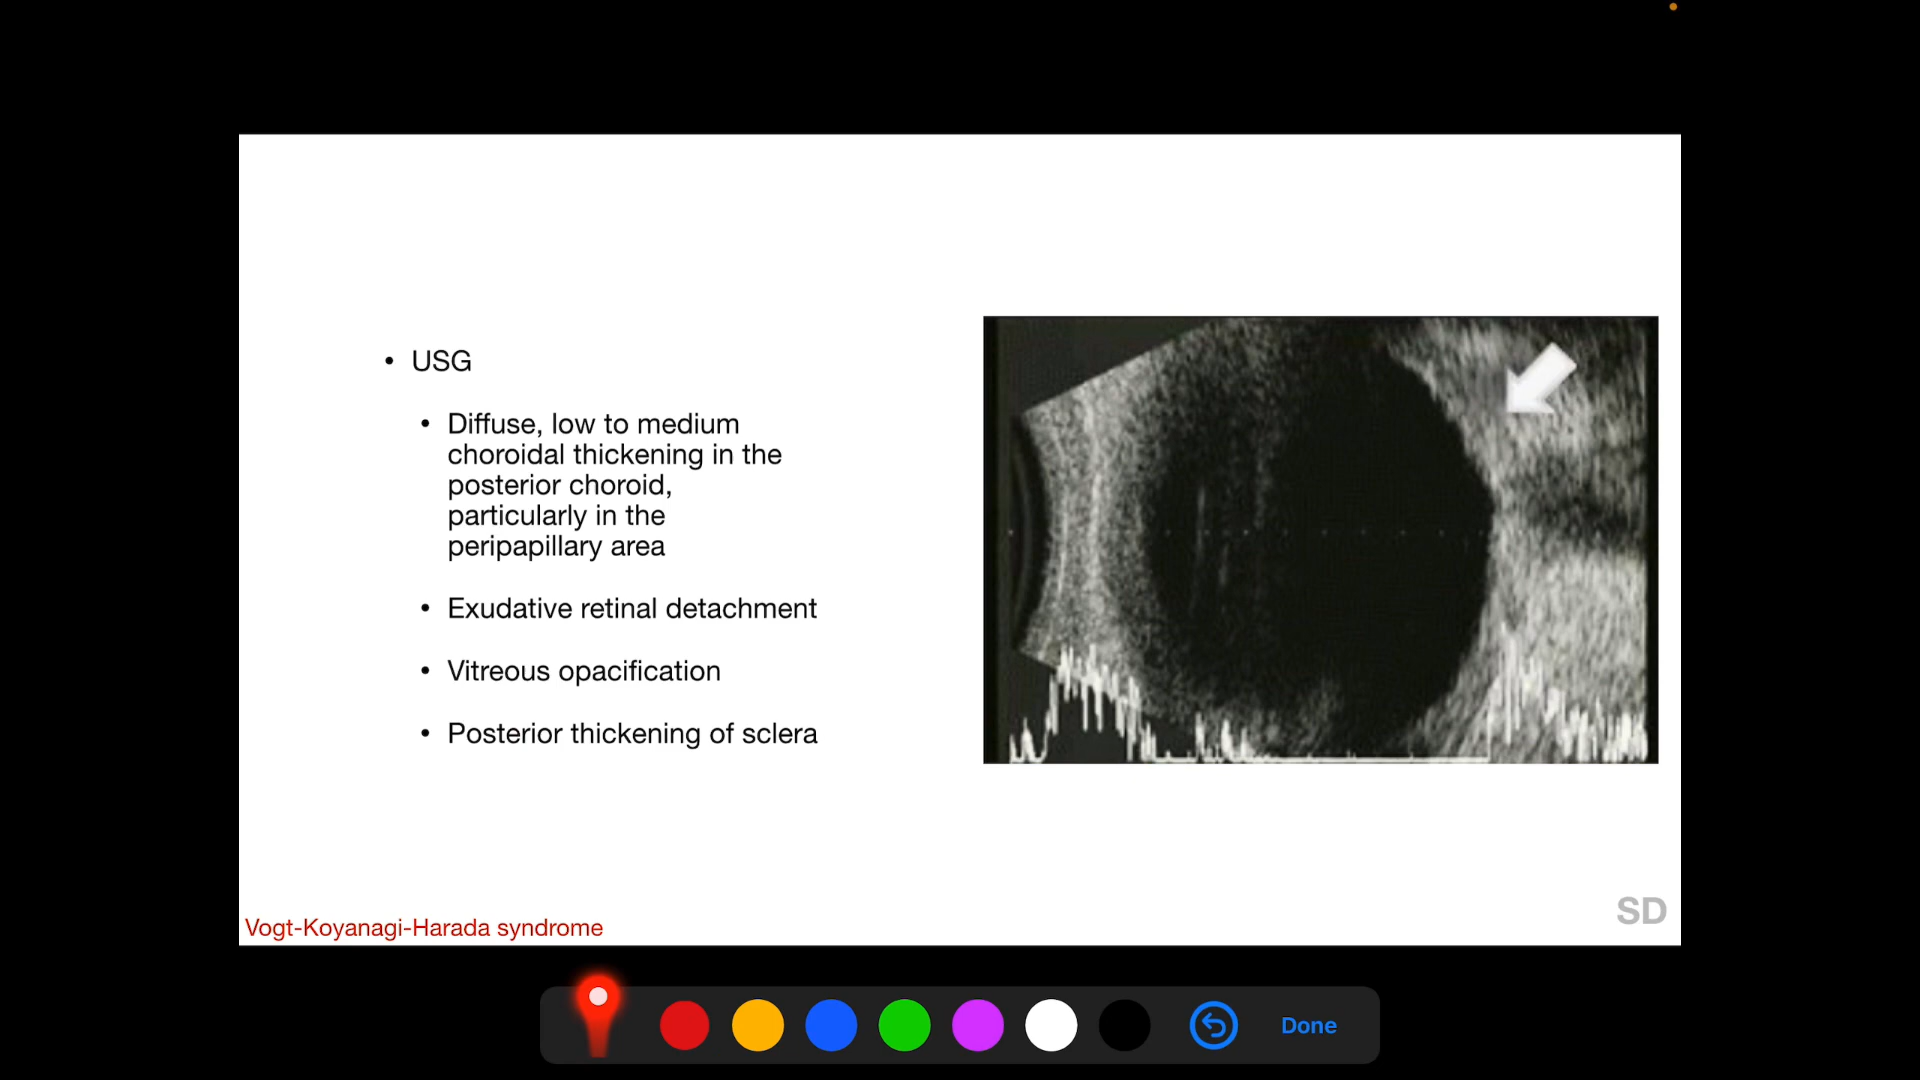 • USG
• Diffuse, low to medium
choroidal thickening in the
posterior choroid,
particularly in the
peripapillary area
• Exudative retinal detachment
• Vitreous opacification
• Posterior thickening of sclera
SD
Vogt-Koyanagi-Harada syndrome
Done